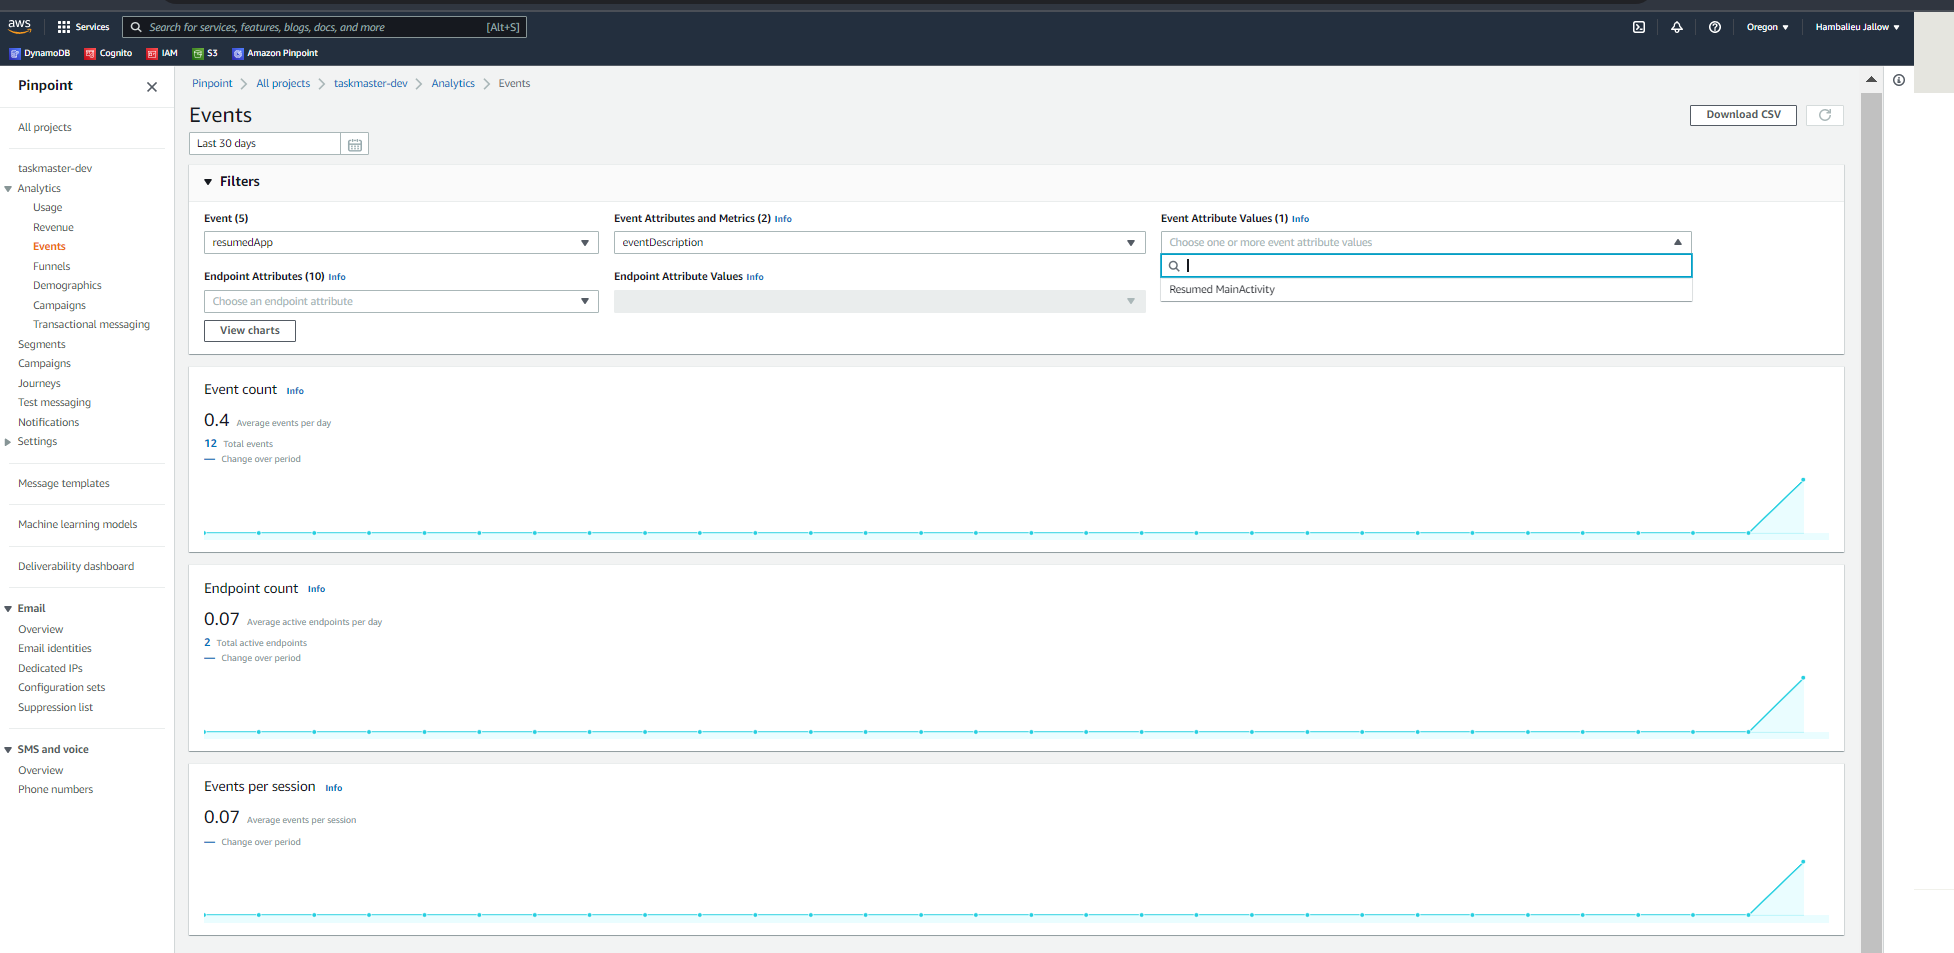 aws
Services
Search for services, features, blogs, docs, and more
[Alt+S]
Oregon
Hambalieu Jallow
DynamoDB
Cognito
IAM
S3
Amazon Pinpoint
Pinpoint
All projects
taskmaster-dev
Analytics
Usage
Revenue
Events
Funnels
Demographics
Campaigns
Transactional messaging
Segments
Campaigns
Journeys
Test messaging
Notifications
Settings
Message templates
Machine learning models
Deliverability dashboard
Email
Overview
Email identities
Dedicated IPs
Configuration sets
Suppression list
SMS and voice
Overview
Phone numbers
Pinpoint
All projects
taskmaster-dev
Analytics
Events
Events
Download CSV
Last 30 days
Filters
Event (5)
resumedApp
Event Attributes and Metrics (2) Info
eventDescription
Event Attribute Values (1) Info
Choose one or more event attribute values
Resumed MainActivity
Endpoint Attributes (10) Info
Choose an endpoint attribute
Endpoint Attribute Values Info
View charts
Event count Info
0.4 Average events per day
12 Total events
— Change over period
Endpoint count Info
0.07 Average active endpoints per day
2 Total active endpoints
— Change over period
Events per session Info
0.07 Average events per session
— Change over period